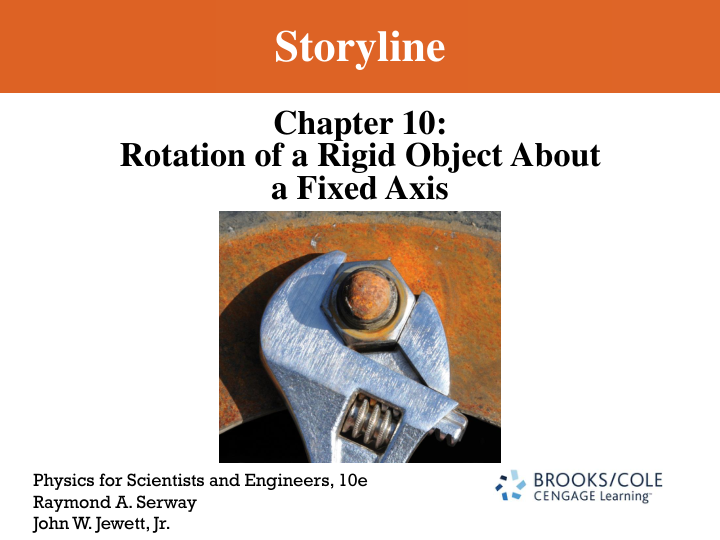 Storyline
Chapter 10:
Rotation of a Rigid Object About
a Fixed Axis
Physics for Scientists and Engineers, 10e
Raymond A. Serway
John W. Jewett, Jr.
BROOKS/COLE
CENGAGE Learning™